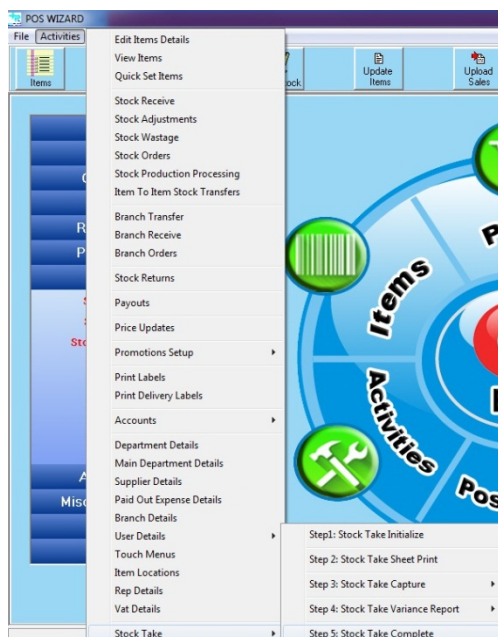 POS WIZARD
File Activities
Items
Update
Items
Upload
Sales
Edit Items Details
View Items
Quick Set Items
Stock Receive
Stock Adjustments
Stock Wastage
Stock Orders
Stock Production Processing
Item To Item Stock Transfers
Branch Transfer
Branch Receive
Branch Orders
Stock Returns
Payouts
Price Updates
Promotions Setup
Print Labels
Print Delivery Labels
Accounts
Department Details
Main Department Details
Supplier Details
Paid Out Expense Details
Branch Details
User Details
Touch Menus
Item Locations
Rep Details
Vat Details
Stock Take
Step1: Stock Take Initialize
Step 2: Stock Take Sheet Print
Step 3: Stock Take Capture
Step 4: Stock Take Variance Report
Step 5: Stock Take Complete
Items
Activities
Pos